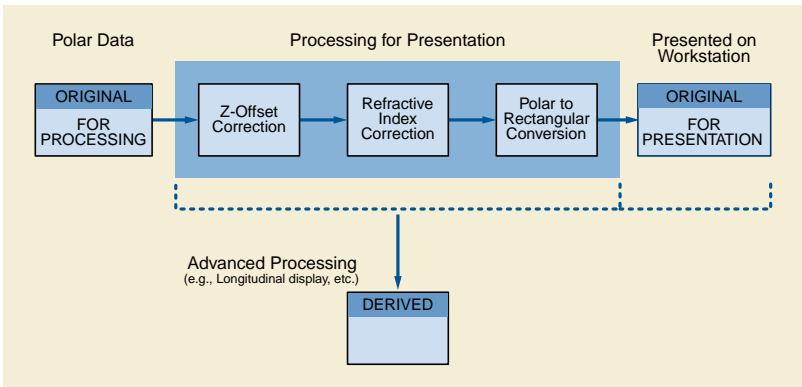 Polar Data
Processing for Presentation
Presented on
Workstation
ORIGINAL
FOR
PROCESSING
Z-Offset
Correction
Refractive
Index
Correction
Polar to
Rectangular
Conversion
ORIGINAL
FOR
PRESENTATION
Advanced Processing
(e.g., Longitudinal display, etc.)
DERIVED